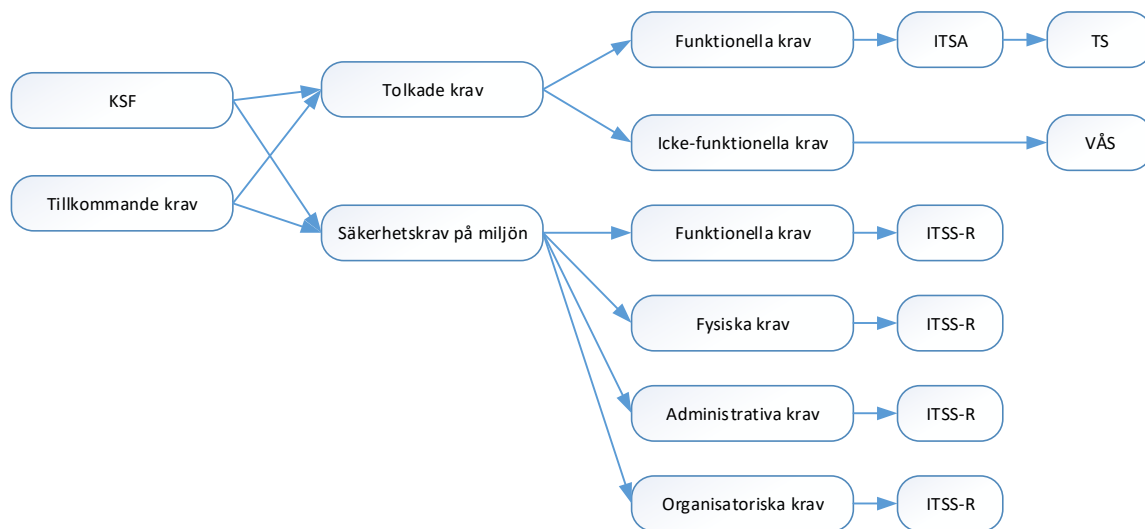 KSF
Tillkommande krav
Tolkade krav
Säkerhetskrav på miljön
Funktionella krav
ITSA
TS
Icke-funktionella krav
VÅS
Funktionella krav
ITSS-R
Fysiska krav
ITSS-R
Administrativa krav
ITSS-R
Organisatoriska krav
ITSS-R